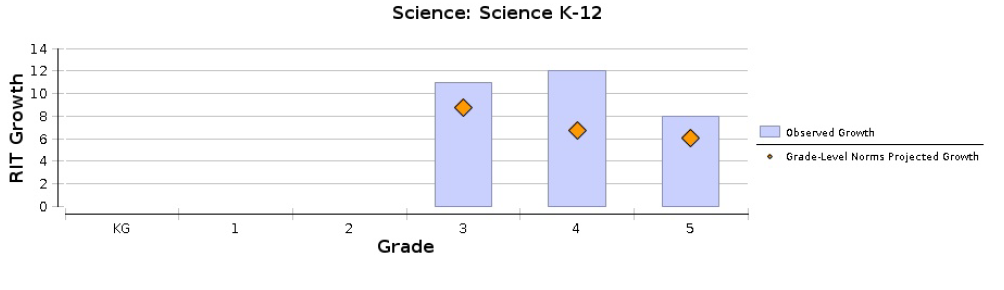 Science: Science K-12
14
12
10
8
6
4
2
0
RIT Growth
KG 1 2 3 4 5
Grade
Observed Growth
Grade-Level Norms Projected Growth